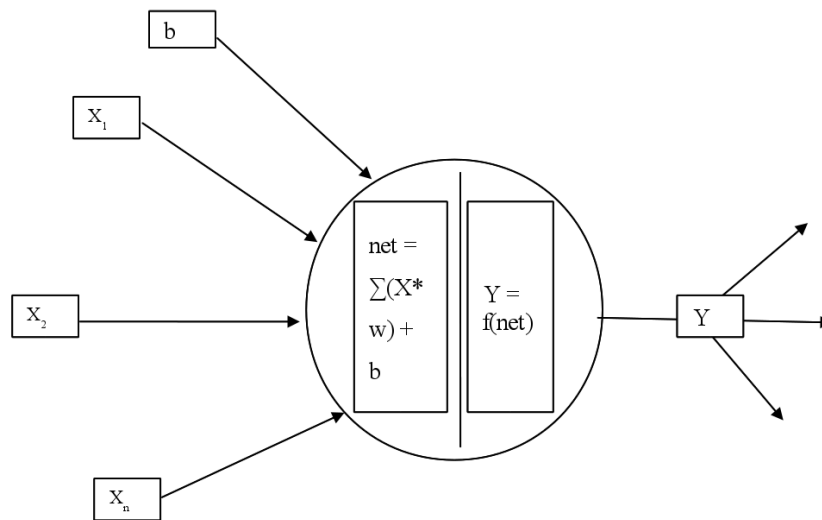 b
X₁
X₂
Xₙ
net =
∑(X*
w) +
b
Y =
f(net)
Y